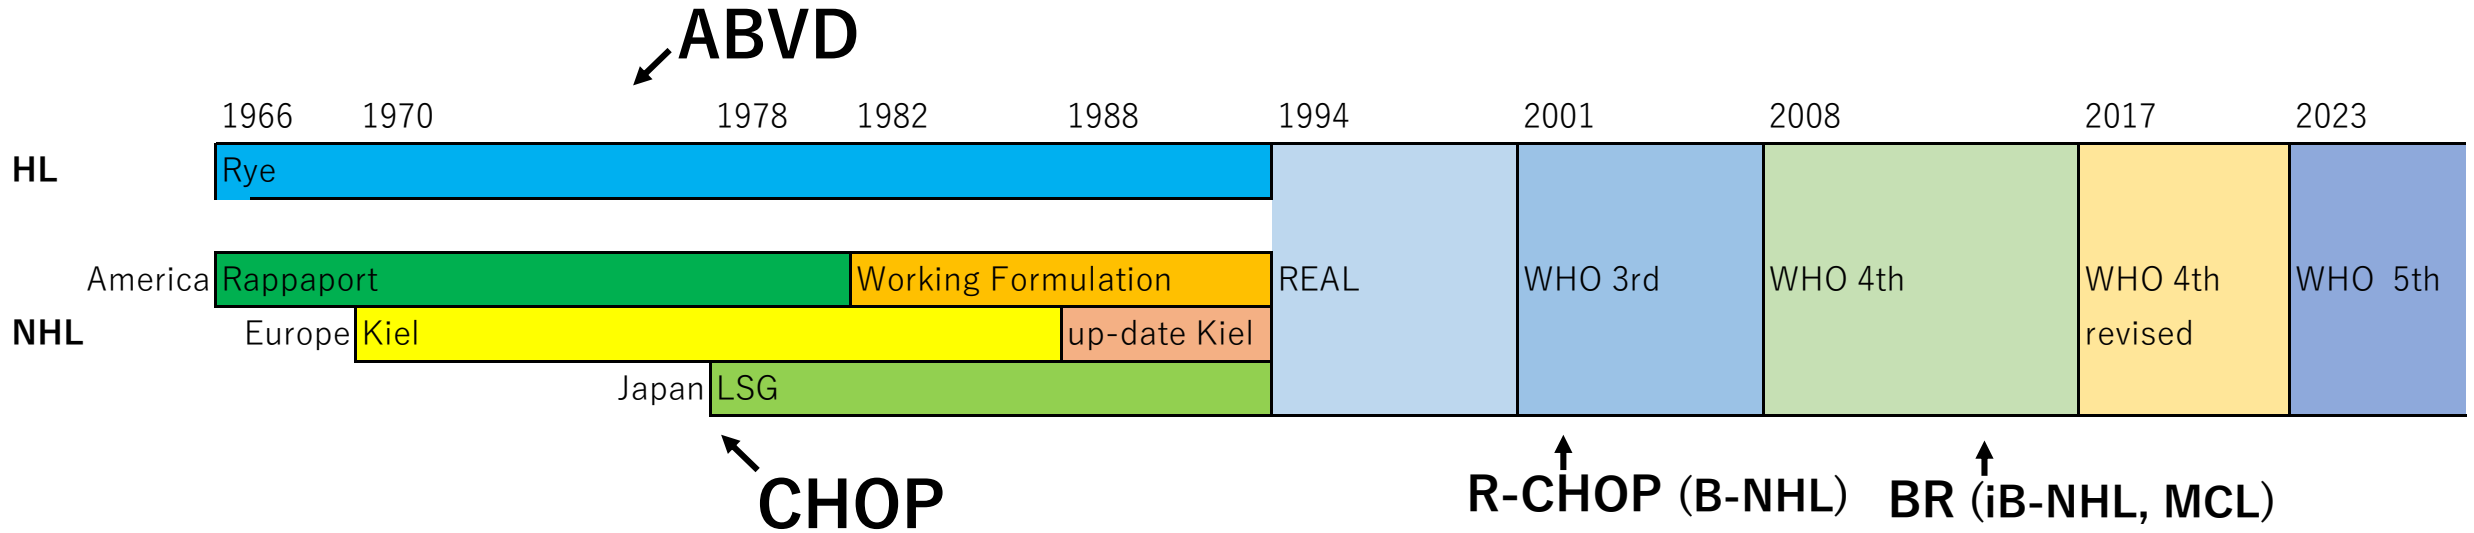 ABVD
1966 1970 1978 1982 1988 1994 2001 2008 2017 2023
HL Rye
America Rappaport Working Formulation REAL WHO 3rd WHO 4th WHO 4th WHO 5th
NHL Europe Kiel up-date Kiel revised
Japan LSG
CHOP
R-CHOP (B-NHL) BR (iB-NHL, MCL)